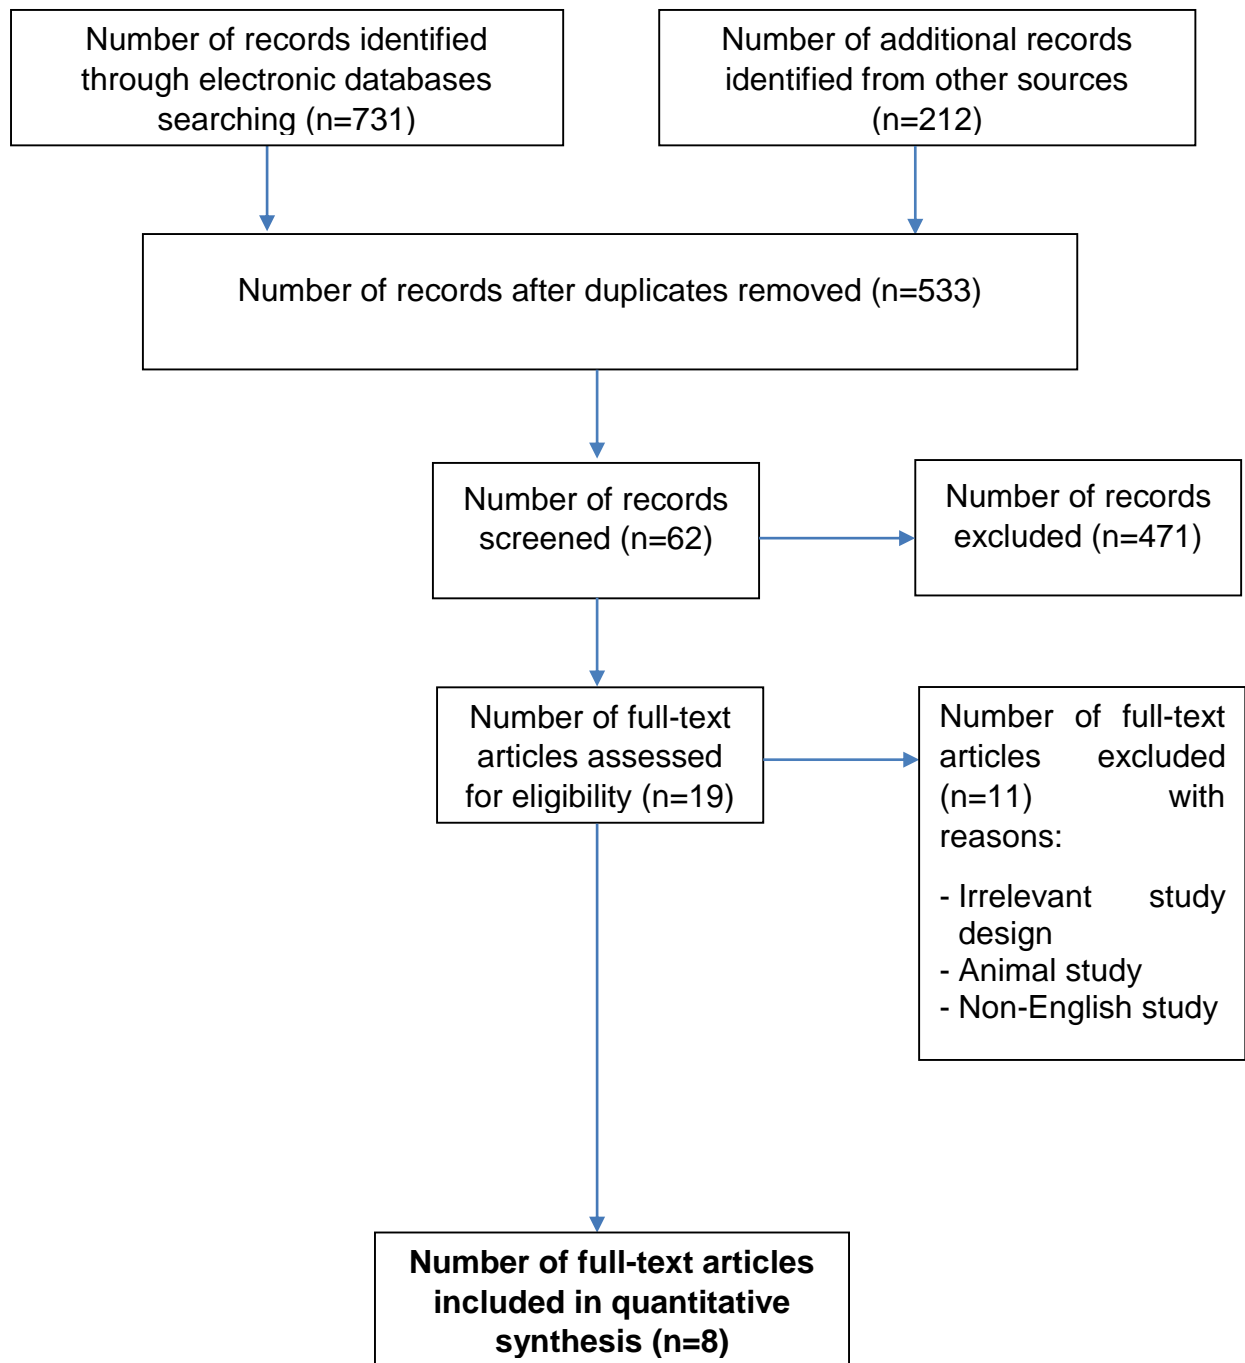 Number of records identified
through electronic databases
searching (n=731)
Number of additional records
identified from other sources
(n=212)
Number of records after duplicates removed (n=533)
Number of records
screened (n=62)
Number of records
excluded (n=471)
Number of full-text
articles assessed
for eligibility (n=19)
Number of full-text
articles excluded
(n=11) with
reasons:
- Irrelevant study
design
- Animal study
- Non-English study
Number of full-text articles
included in quantitative
synthesis (n=8)